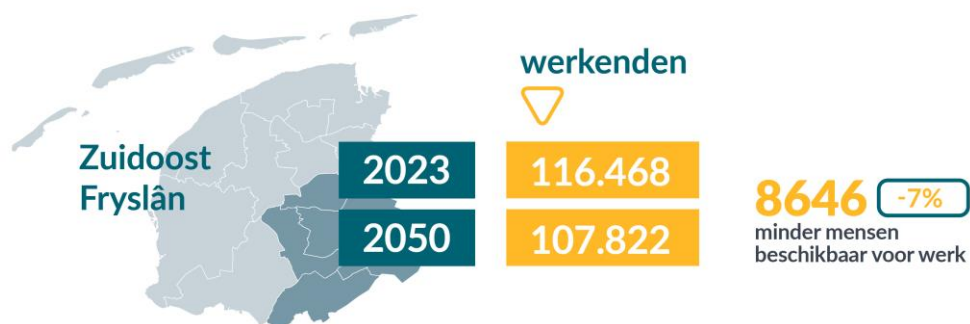 werkenden
Zuidoost
Fryslân
2023
116.468
2050
107.822
8646 -7%
minder mensen
beschikbaar voor werk